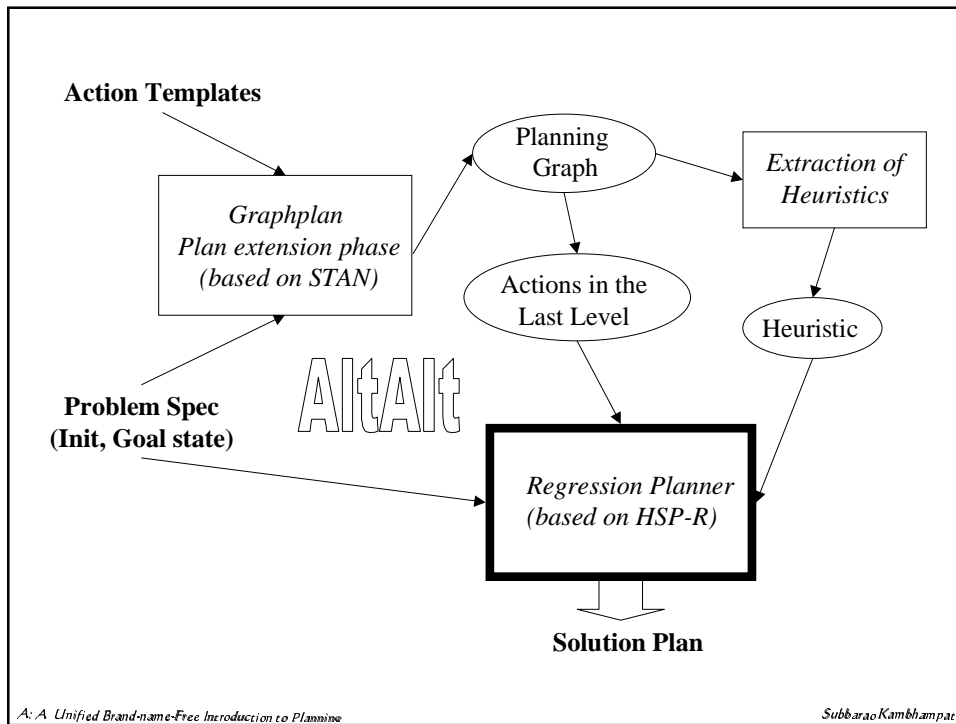 Action Templates
Planning
Graph
Extraction of
Heuristics
Graphplan
Plan extension phase
(based on STAN)
Actions in the
Last Level
Heuristic
AltAlt
Problem Spec
(Init, Goal state)
Regression Planner
(based on HSP-R)
Solution Plan
A: A Unified Brand-name-Free Introduction to Planning
Subbarao Kambhampat